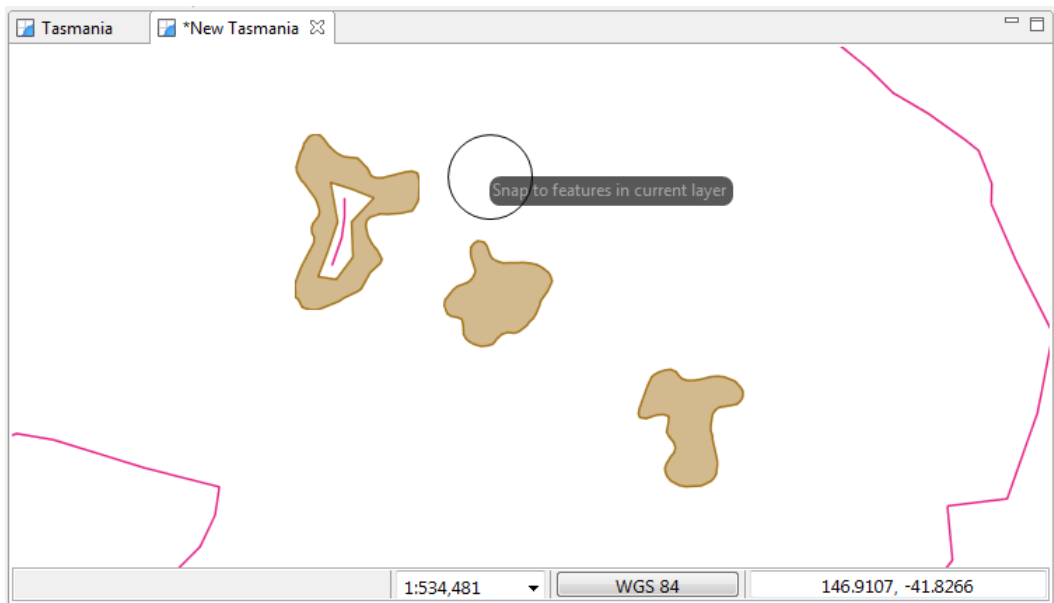 Tasmania
*New Tasmania
Snap to features in current layer
1:534,481
WGS 84
146.9107, -41.8266